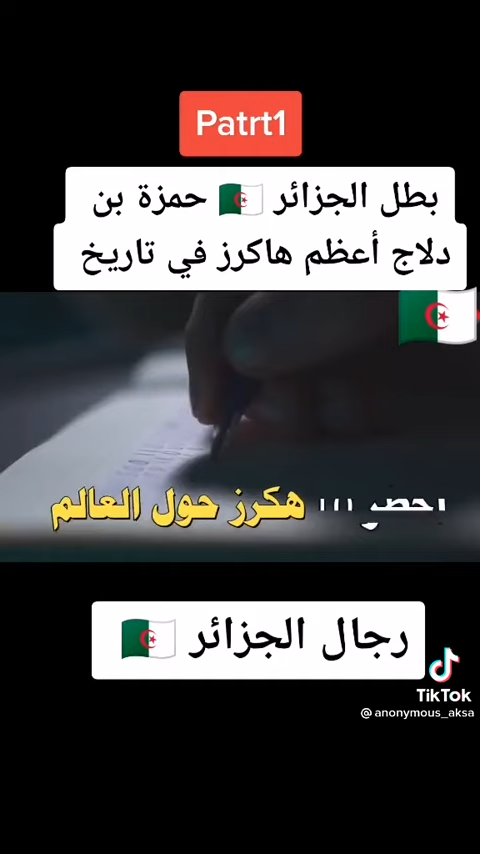 Patrt1
بطل الجزائر 🇩🇿 حمزة بن
دلاج أعظم هاكرز في تاريخ
هكرز حول العالم
رجال الجزائر 🇩🇿
TikTok
@anonymous_aksa